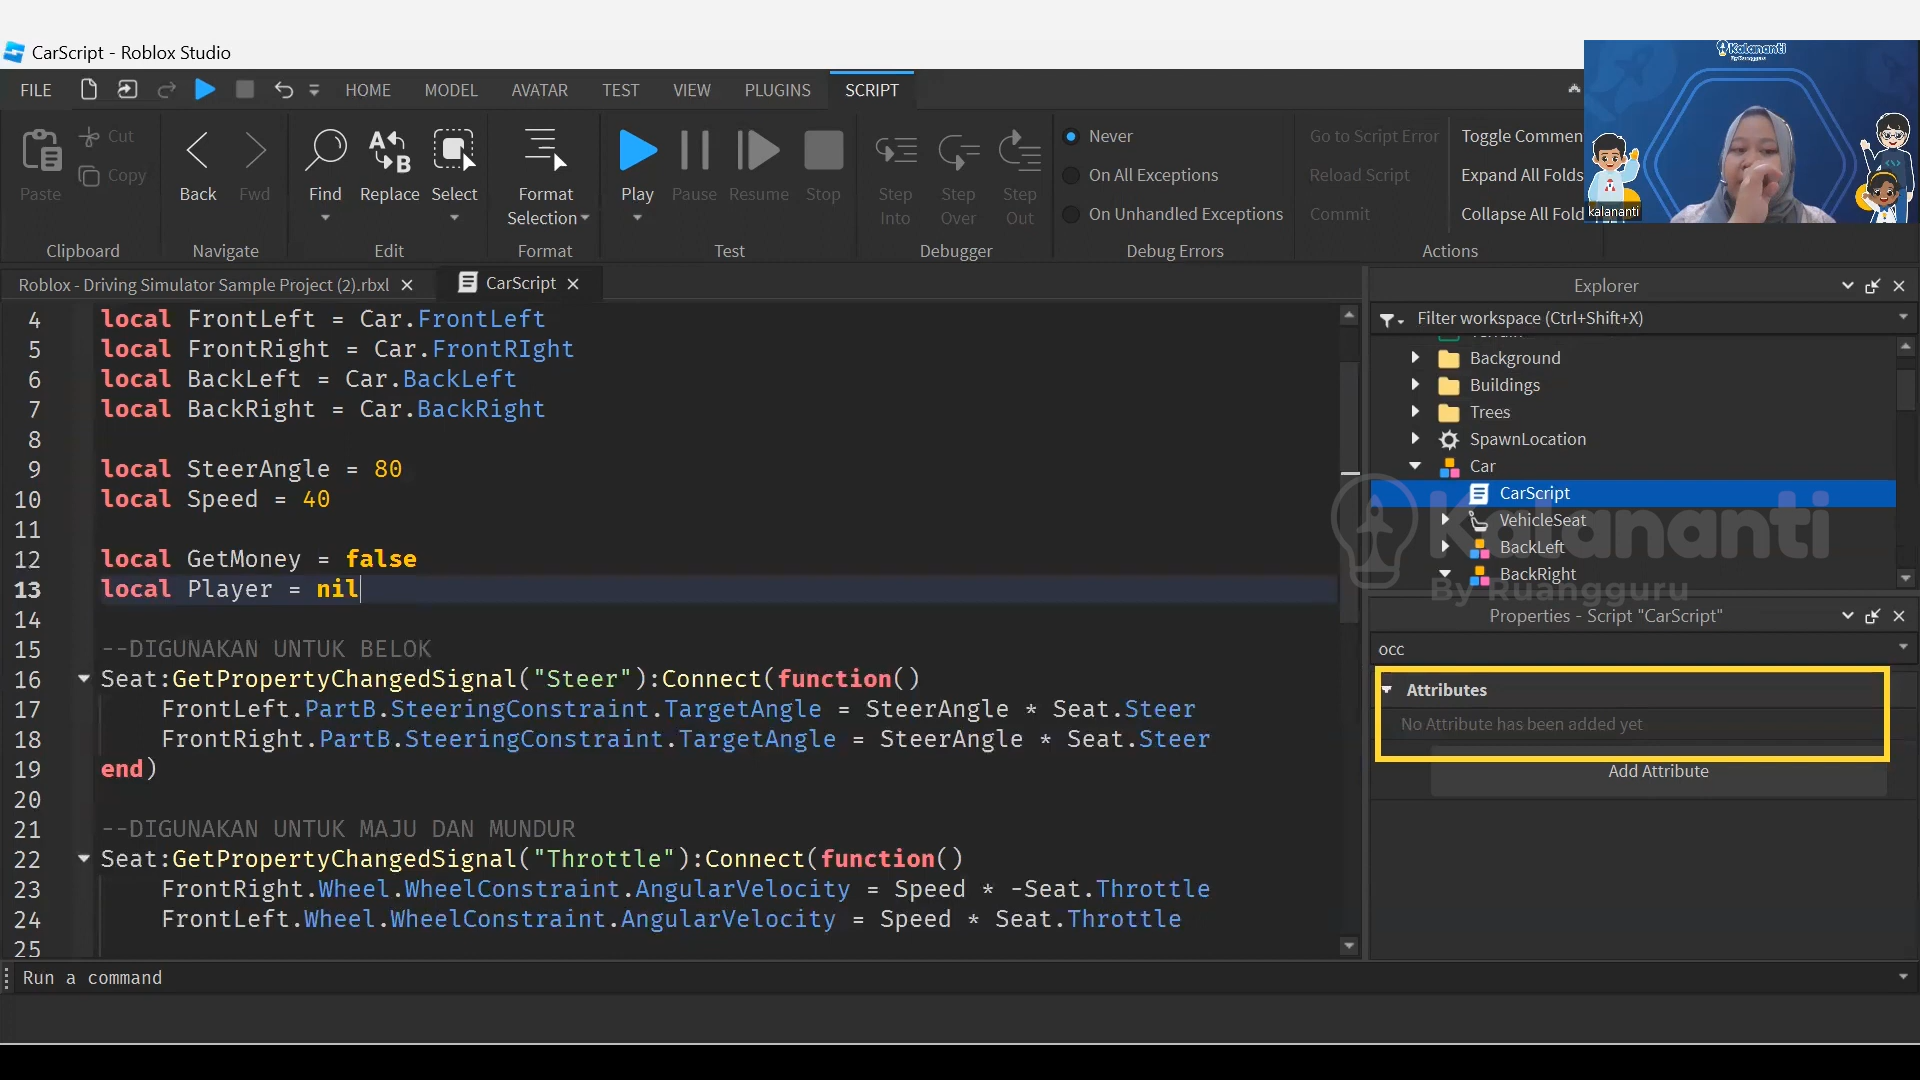 CarScript - Roblox Studio
FILE HOME MODEL AVATAR TEST VIEW PLUGINS SCRIPT
Paste
Cut
Copy
Clipboard
Back Fwd
Navigate
Find Replace Select
Edit
Format
Selection
Format
Play Pause Resume Stop
Test
Step Into
Step Over
Step Out
Debugger
Never
On All Exceptions
On Unhandled Exceptions
Debug Errors
Go to Script Error
Reload Script
Commit
Toggle Commen
Expand All Folds
Collapse All Fold
Actions
Kalananti
kalananti
Roblox - Driving Simulator Sample Project (2).rbxl
CarScript
4 local FrontLeft = Car.FrontLeft
5 local FrontRight = Car.FrontRIght
6 local BackLeft = Car.BackLeft
7 local BackRight = Car.BackRight
8
9 local SteerAngle = 80
10 local Speed = 40
11
12 local GetMoney = false
13 local Player = nil
14
15 --DIGUNAKAN UNTUK BELOK
16 Seat:GetPropertyChangedSignal("Steer"):Connect(function()
17 FrontLeft.PartB.SteeringConstraint.TargetAngle = SteerAngle * Seat.Steer
18 FrontRight.PartB.SteeringConstraint.TargetAngle = SteerAngle * Seat.Steer
19 end)
20
21 --DIGUNAKAN UNTUK MAJU DAN MUNDUR
22 Seat:GetPropertyChangedSignal("Throttle"):Connect(function()
23 FrontRight.Wheel.WheelConstraint.AngularVelocity = Speed * -Seat.Throttle
24 FrontLeft.Wheel.WheelConstraint.AngularVelocity = Speed * Seat.Throttle
25
Explorer
Filter workspace (Ctrl+Shift+X)
Background
Buildings
Trees
SpawnLocation
Car
CarScript
VehicleSeat
BackLeft
BackRight
Kalananti
By Ruangguru
Properties - Script "CarScript"
occ
Attributes
No Attribute has been added yet
Add Attribute
Run a command